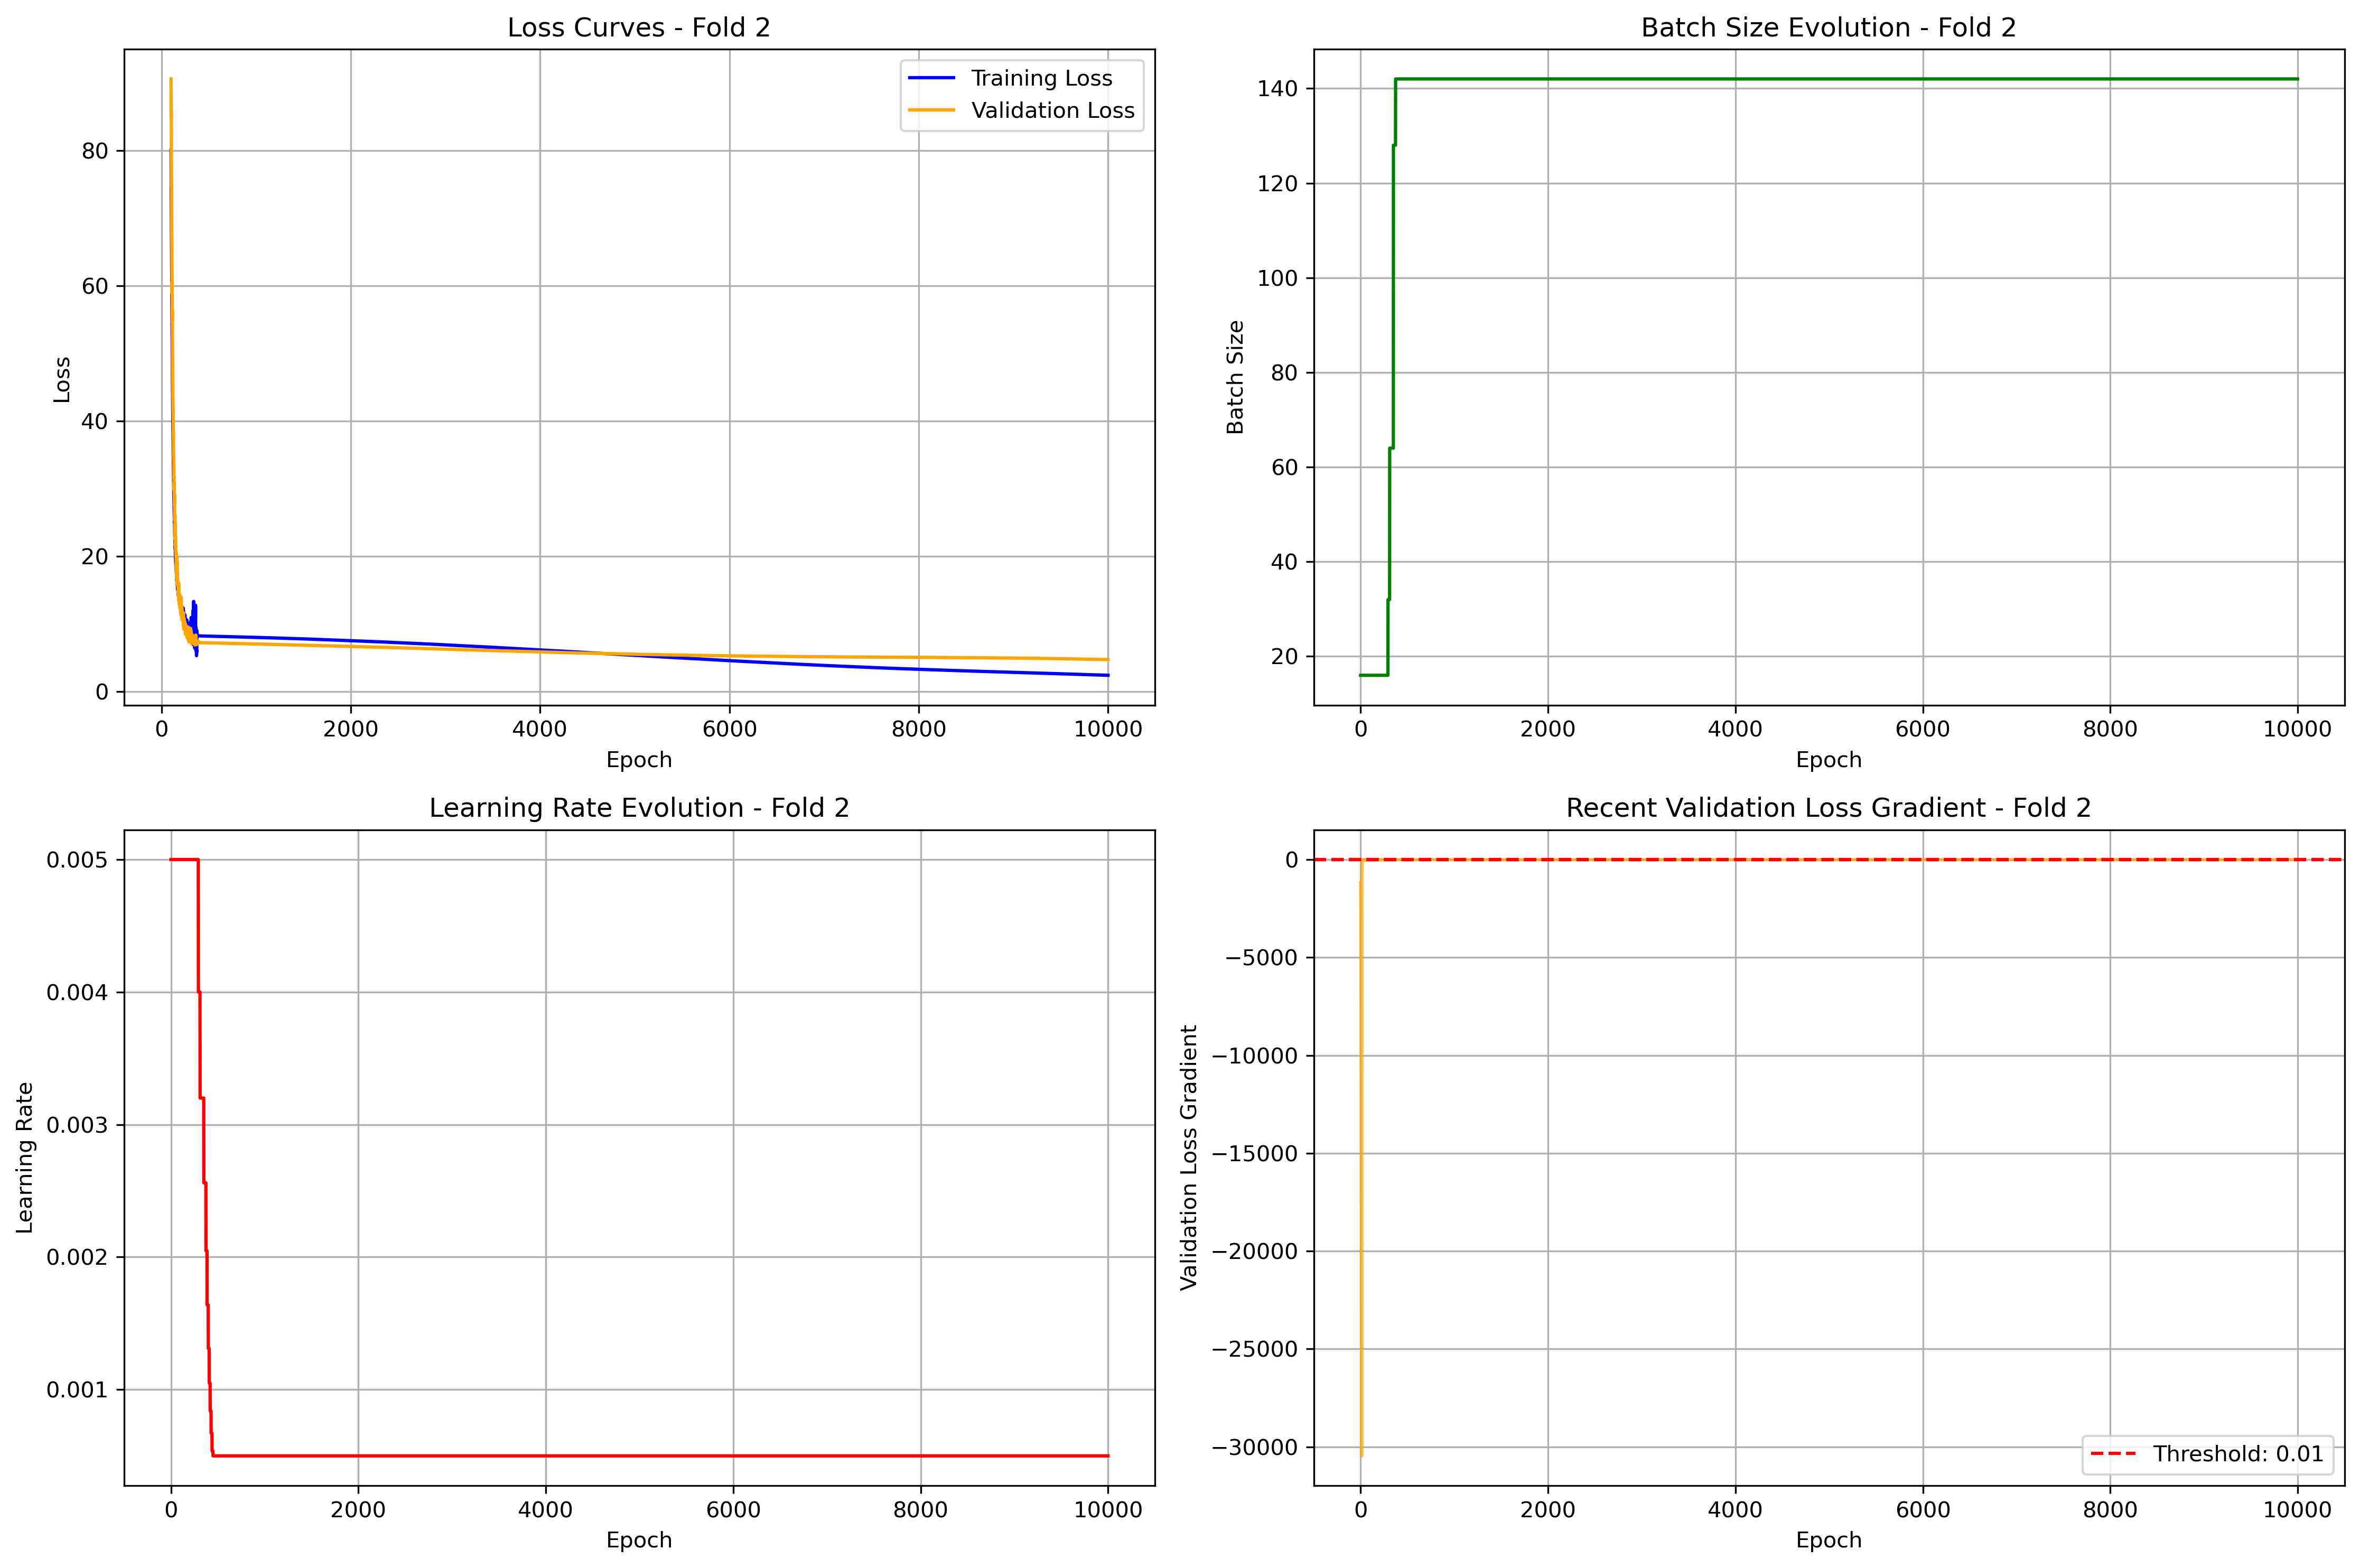 Loss Curves - Fold 2
Loss
80
60
40
20
0
Training Loss
Validation Loss
0 2000 4000 6000 8000 10000
Epoch
Batch Size Evolution - Fold 2
Batch Size
140
120
100
80
60
40
20
0 2000 4000 6000 8000 10000
Epoch
Learning Rate Evolution - Fold 2
Learning Rate
0.005
0.004
0.003
0.002
0.001
0 2000 4000 6000 8000 10000
Epoch
Recent Validation Loss Gradient - Fold 2
Validation Loss Gradient
0
−5000
−10000
−15000
−20000
−25000
−30000
Threshold: 0.01
0 2000 4000 6000 8000 10000
Epoch